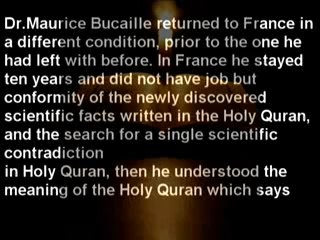 Dr.Maurice Bucaille returned to France in
a different condition, prior to the one he
had left with before. In France he stayed
ten years and did not have job but
conformity of the newly discovered
scientific facts written in the Holy Quran,
and the search for a single scientific
contradiction
in Holy Quran, then he understood the
meaning of the Holy Quran which says